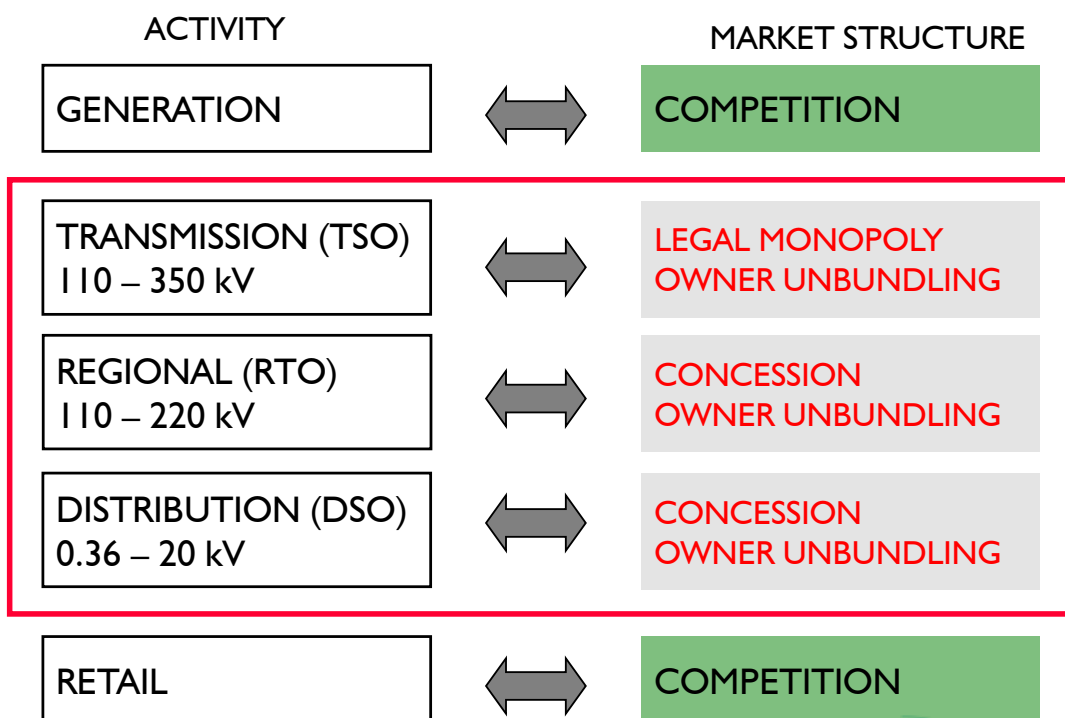 ACTIVITY
MARKET STRUCTURE
GENERATION
COMPETITION
TRANSMISSION (TSO)
110 – 350 kV
LEGAL MONOPOLY
OWNER UNBUNDLING
REGIONAL (RTO)
110 – 220 kV
CONCESSION
OWNER UNBUNDLING
DISTRIBUTION (DSO)
0.36 – 20 kV
CONCESSION
OWNER UNBUNDLING
RETAIL
COMPETITION